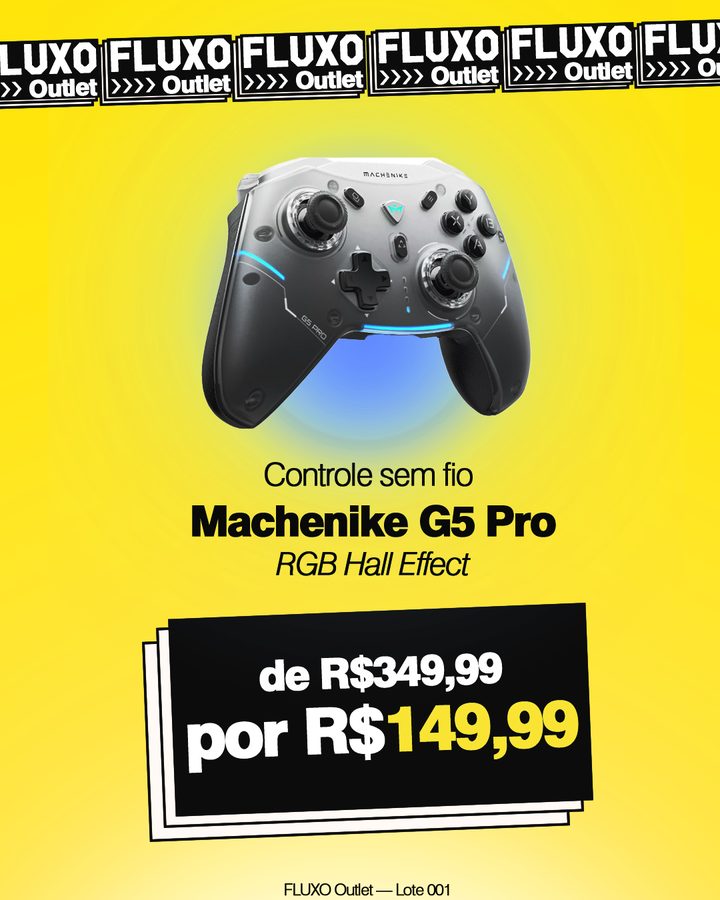 FLUXO FLUXO FLUXO FLUXO
>>>> Outlet >>>> Outlet >>>> Outlet >>>> Outlet >>>> Outlet
MACHENIKE
X
B
A
G5 PRO
Controle sem fio
Machenike G5 Pro
RGB Hall Effect
de R$349,99
por R$149,99
FLUXO Outlet — Lote 001